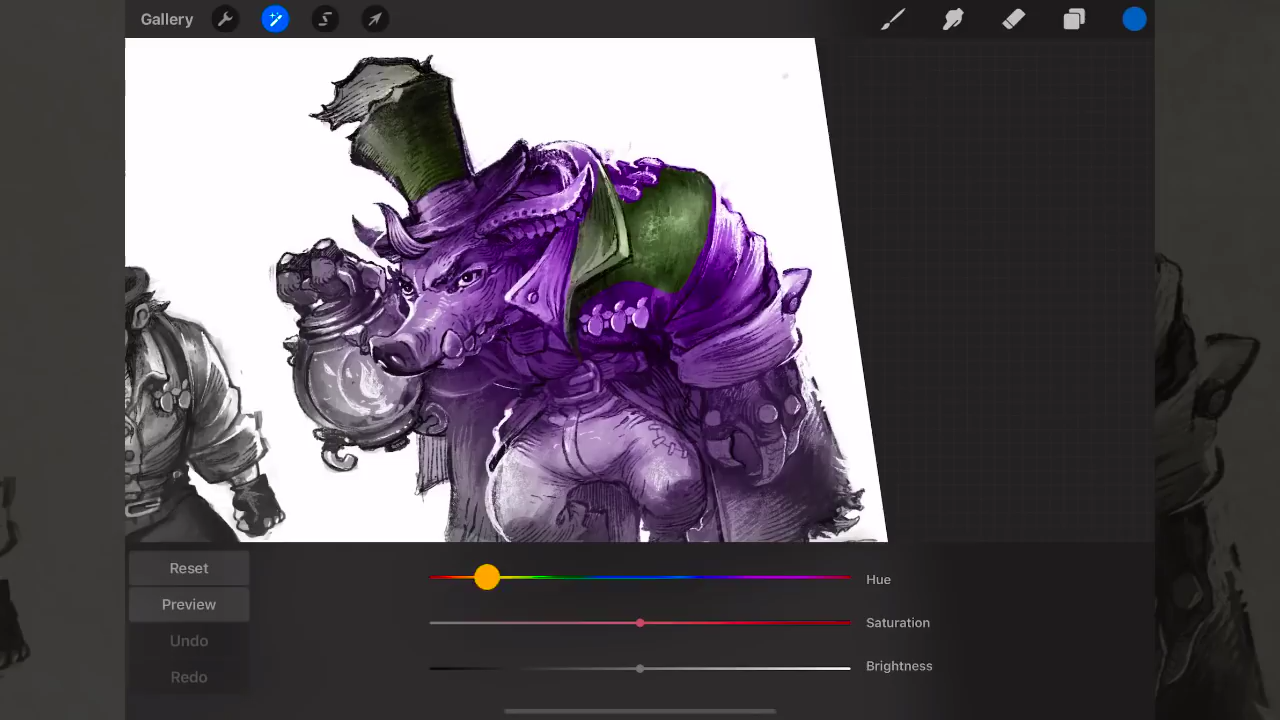 Gallery
Reset
Preview
Undo
Redo
Hue
Saturation
Brightness